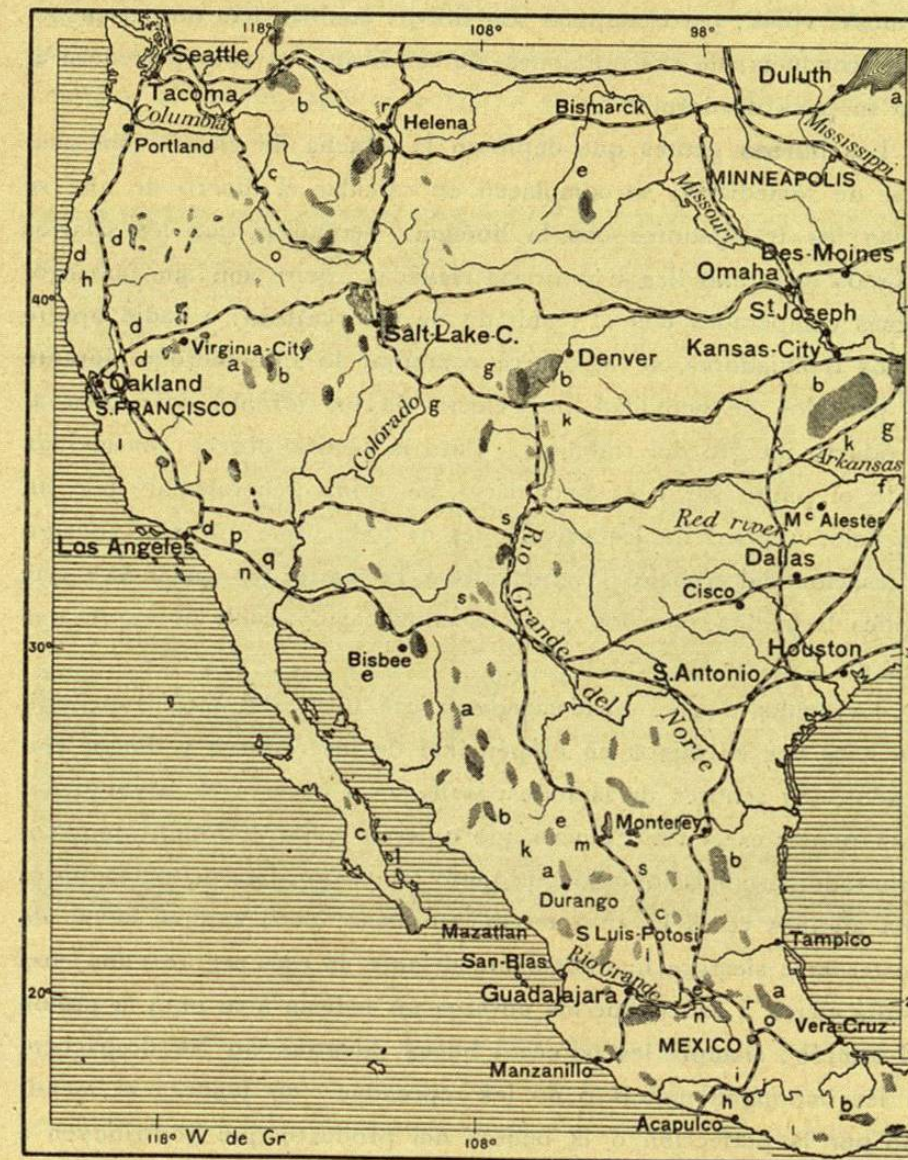 118° 108° 98°
Seattle
Tacoma
Columbia
Portland
b
r
Helena
Bismarck
Duluth
a
Mississippi
MINNEAPOLIS
c
e
Missouri
d
d
h
o
Des-Moines
Omaha
40°
St Joseph
d
Salt-Lake-C.
Virginia-City
d
a
b
g
Denver
b
Kansas-City
b
Oakland
S. FRANCISCO
Colorado
g
k
k
g
Arkansas
i
f
s
Red river
Mc Alester
d
p
Los Angeles
q
n
Rio Grande del Norte
Dallas
Cisco
s
30°
Bisbee
e
S. Antonio
Houston
a
b
e
Monterey
c
l
k
m
s
b
a
Durango
c
Mazatlan
S Luis-Potosi
Tampico
San-Blas
Rio Grande
i
20°
Guadalajara
e
a
n
r
o
Vera-Cruz
MEXICO
Manzanillo
i
j
h
o
b
Acapulco
i
118° W. de Gr. 108°